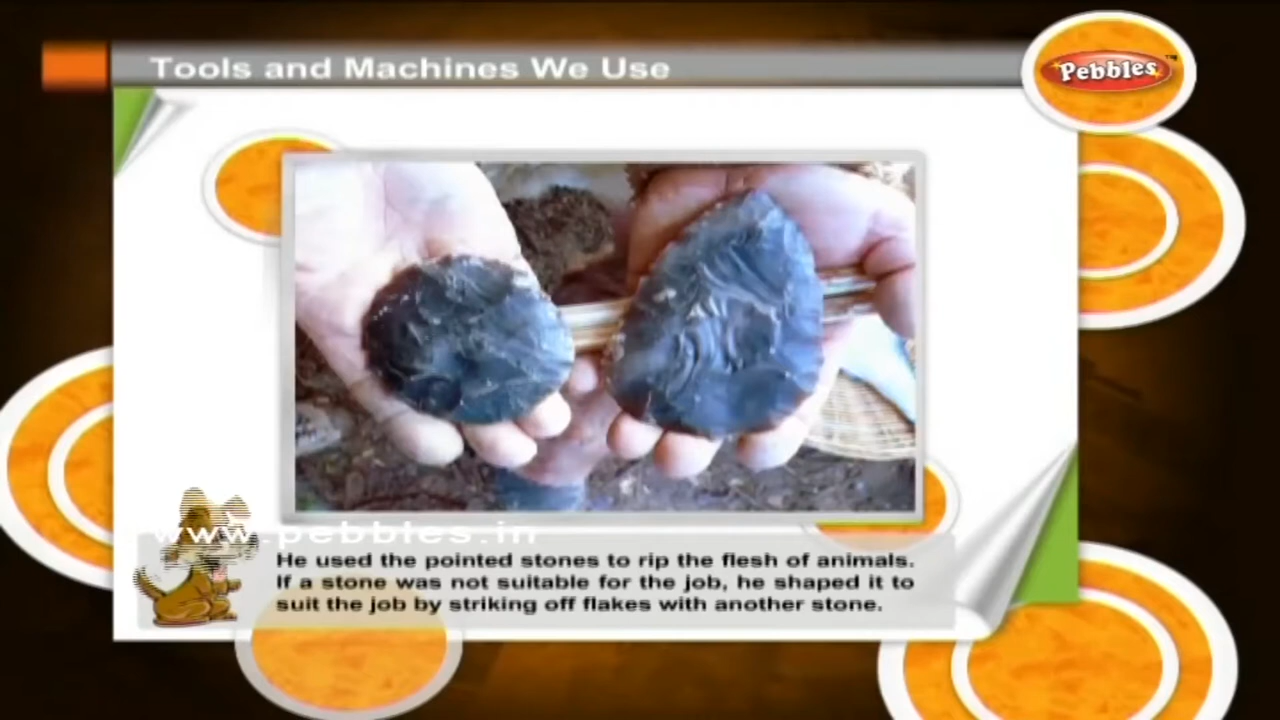 Tools and Machines We Use
Pebbles™
www.pebbles.in
He used the pointed stones to rip the flesh of animals.
If a stone was not suitable for the job, he shaped it to
suit the job by striking off flakes with another stone.